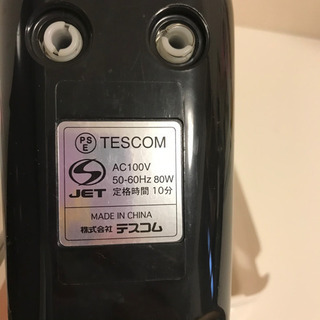 PS E TESCOM
AC100V
50-60Hz 80W
JET 定格時間 10分
MADE IN CHINA
株式会社 テスコム